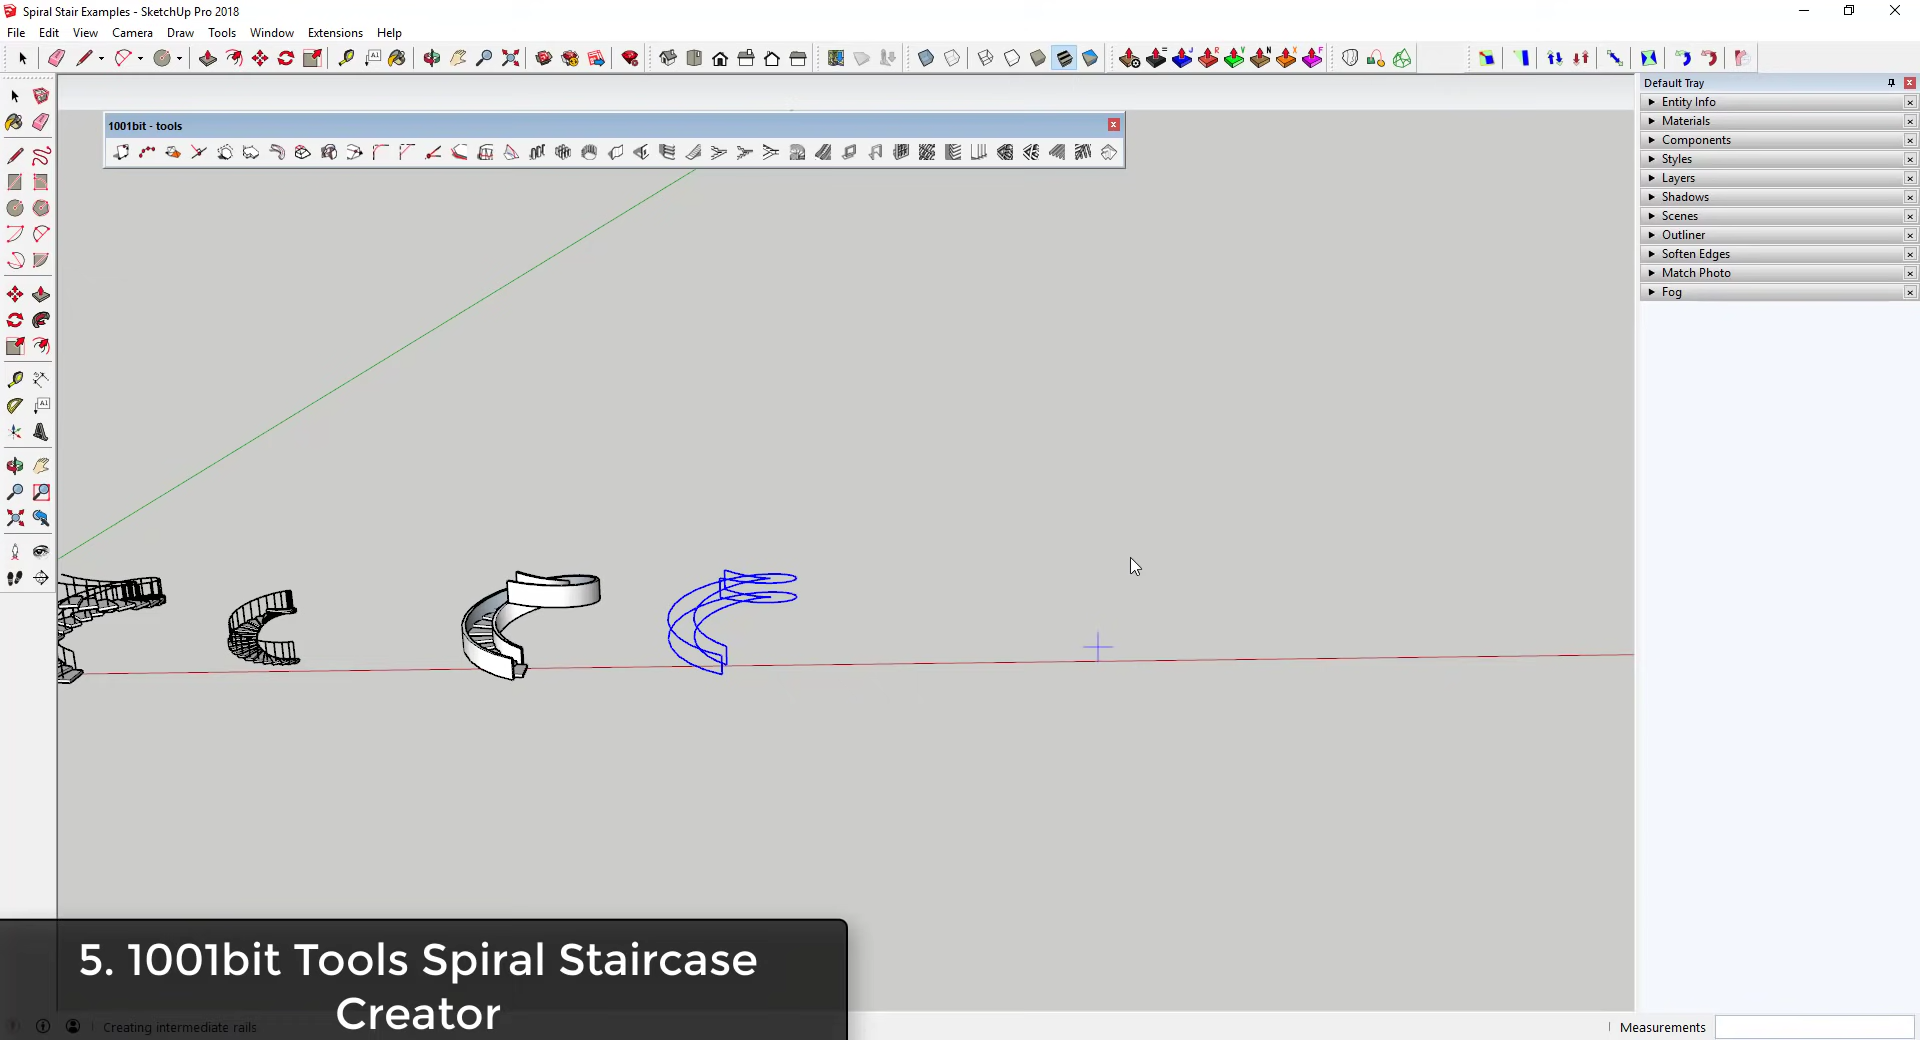 Spiral Stair Examples - SketchUp Pro 2018
File Edit View Camera Draw Tools Window Extensions Help
Default Tray
Entity Info
1001bit - tools
Materials
Components
Styles
Layers
Shadows
Scenes
Outliner
Soften Edges
Match Photo
Fog
5. 1001bit Tools Spiral Staircase
Creator
Creating intermediate rails
Measurements